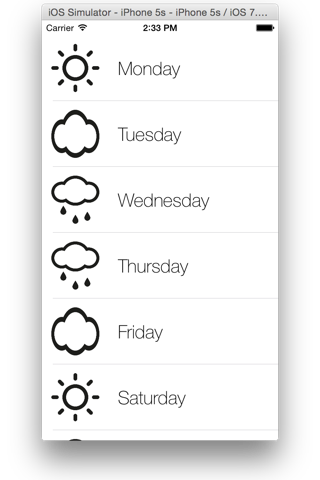 iOS Simulator - iPhone 5s - iPhone 5s / iOS 7....
Carrier 2:33 PM
Monday
Tuesday
Wednesday
Thursday
Friday
Saturday